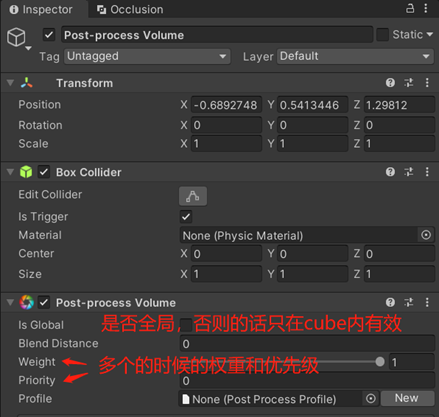 Inspector
Occlusion
Post-process Volume
Static
Tag
Untagged
Layer
Default
Transform
Position
X
-0.6892748
Y
0.5413446
Z
1.29812
Rotation
X
0
Y
0
Z
0
Scale
X
1
Y
1
Z
1
Box Collider
Edit Collider
Is Trigger
Material
None (Physic Material)
Center
X
0
Y
0
Z
0
Size
X
1
Y
1
Z
1
Post-process Volume
Is Global
是否全局，否则的话只在cube内有效
Blend Distance
0
Weight
多个的时候的权重和优先级
1
Priority
0
Profile
None (Post Process Profile)
New